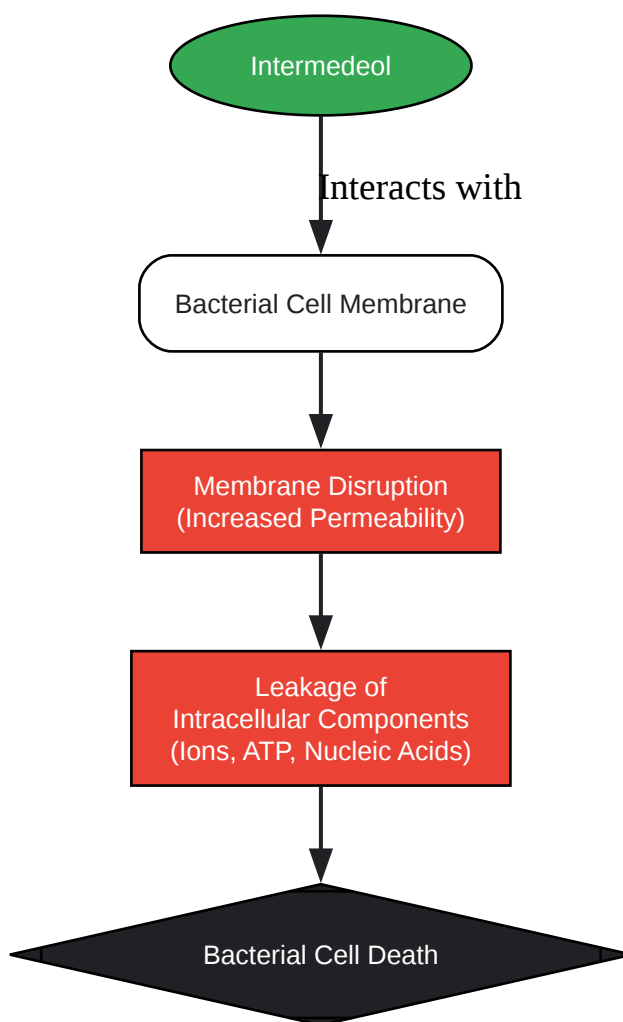 Intermedeol
Interacts with
Bacterial Cell Membrane
Membrane Disruption
(Increased Permeability)
Leakage of
Intracellular Components
(Ions, ATP, Nucleic Acids)
Bacterial Cell Death